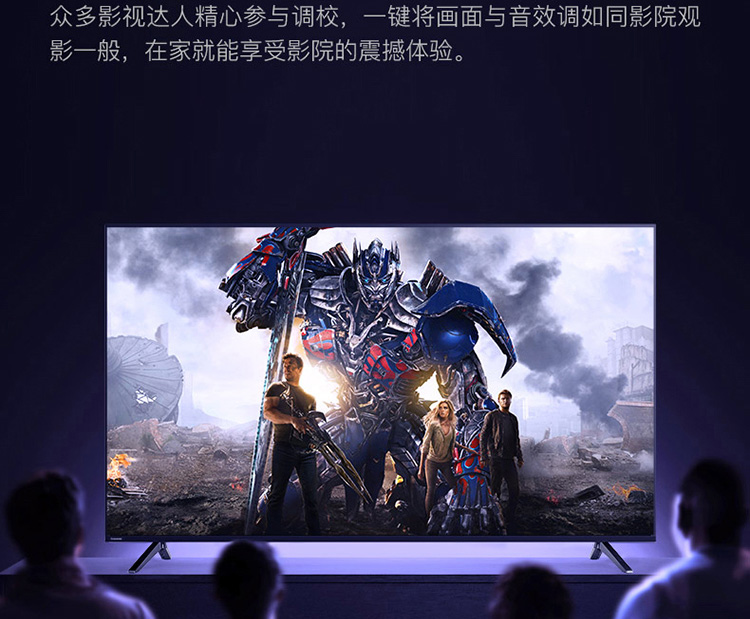 众多影视达人精心参与调校，一键将画面与音效调如同影院观
影一般，在家就能享受影院的震撼体验。